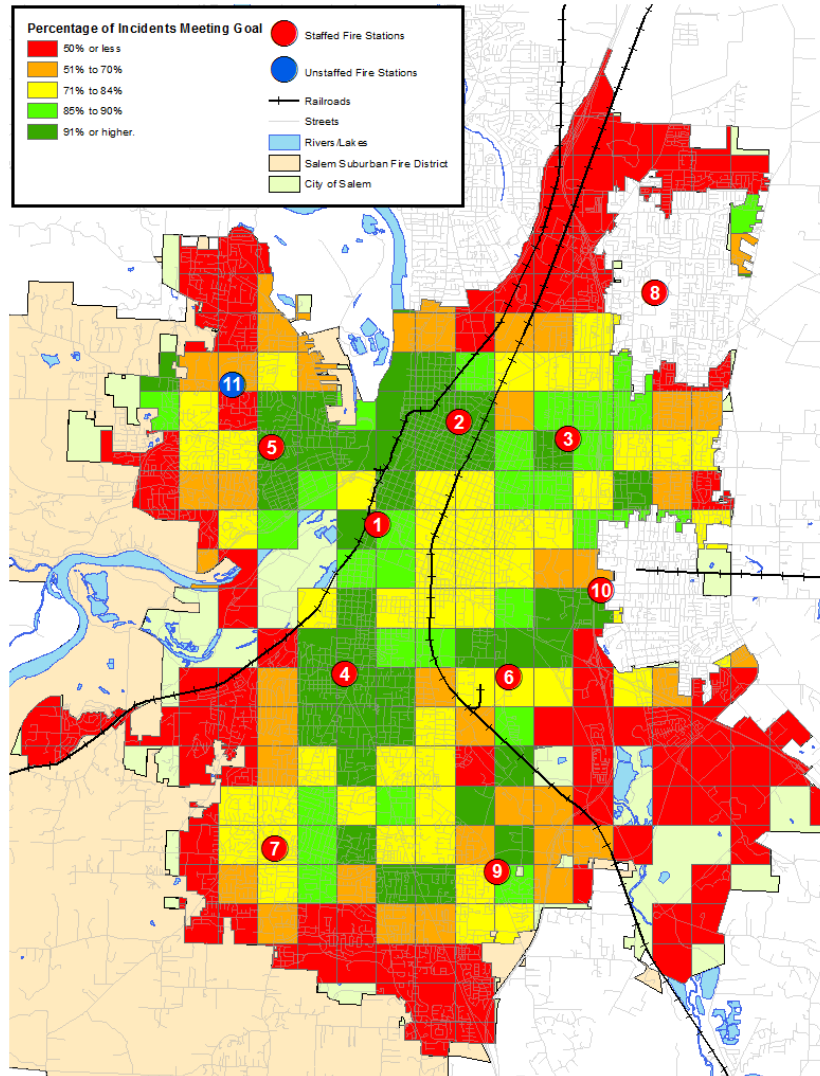 Percentage of Incidents Meeting Goal
50% or less
51% to 70%
71% to 84%
85% to 90%
91% or higher.
Staffed Fire Stations
Unstaffed Fire Stations
Railroads
Streets
Rivers/Lakes
Salem Suburban Fire District
City of Salem
8
11
2
3
5
1
10
4
6
7
9